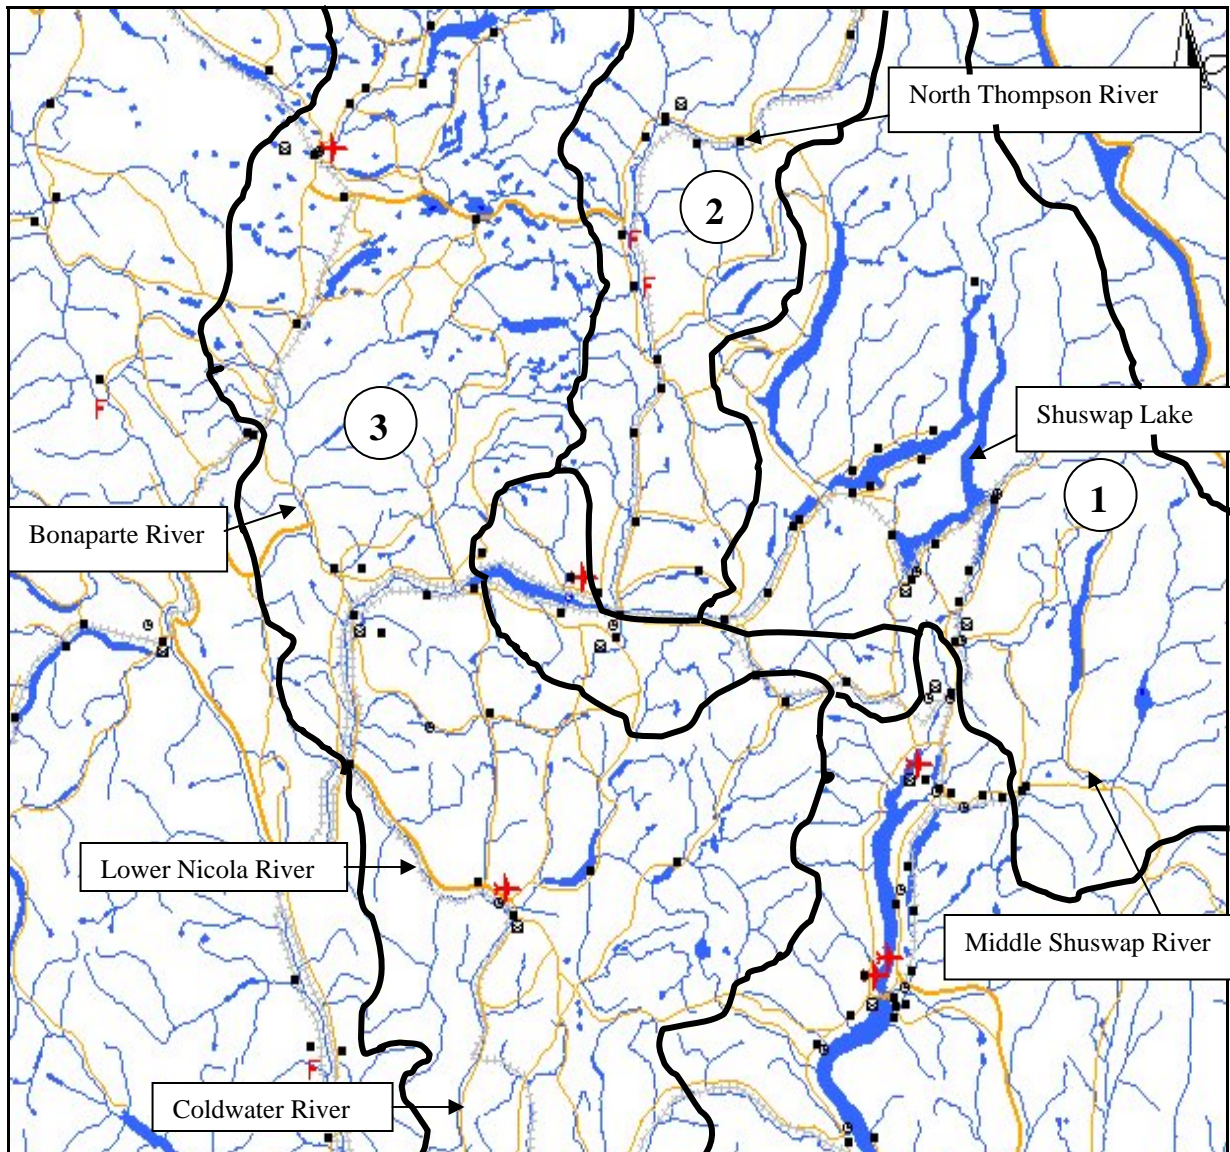 North Thompson River
2
F
F
Shuswap Lake
F
3
1
Bonaparte River
Lower Nicola River
Middle Shuswap River
F
Coldwater River